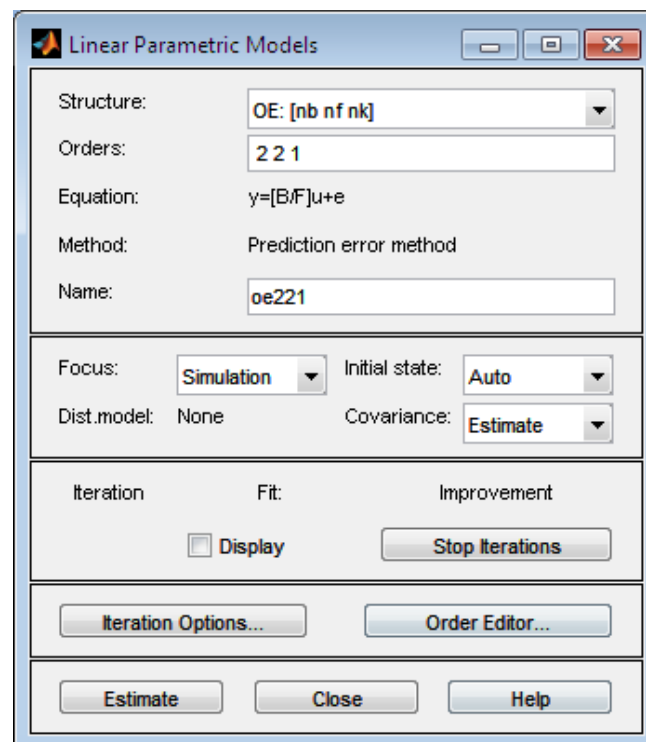 Linear Parametric Models
Structure: OE: [nb nf nk]
Orders: 2 2 1
Equation: y=[B/F]u+e
Method: Prediction error method
Name: oe221
Focus: Simulation Initial state: Auto
Dist.model: None Covariance: Estimate
Iteration Fit: Improvement
Display Stop Iterations
Iteration Options... Order Editor...
Estimate Close Help